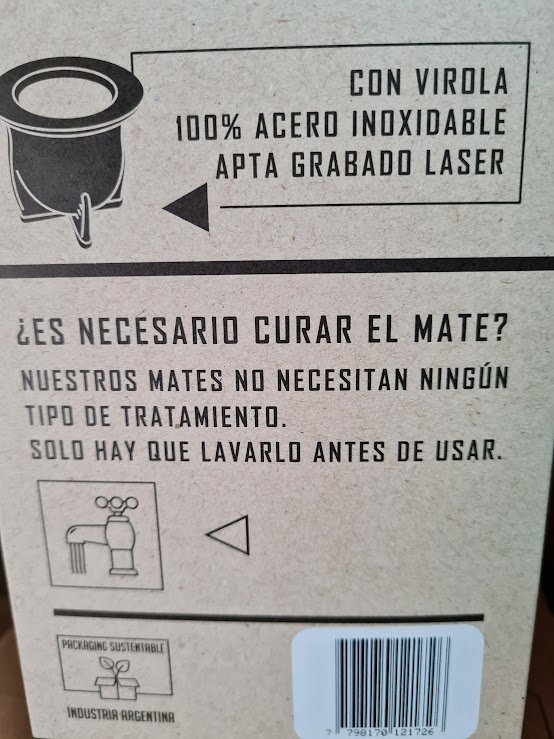 CON VIROLA
100% ACERO INOXIDABLE
APTA GRABADO LASER
¿ES NECESARIO CURAR EL MATE?
NUESTROS MATES NO NECESITAN NINGÚN
TIPO DE TRATAMIENTO.
SOLO HAY QUE LAVARLO ANTES DE USAR.
PACKAGING SUSTENTABLE
INDUSTRIA ARGENTINA
7 798170 121726